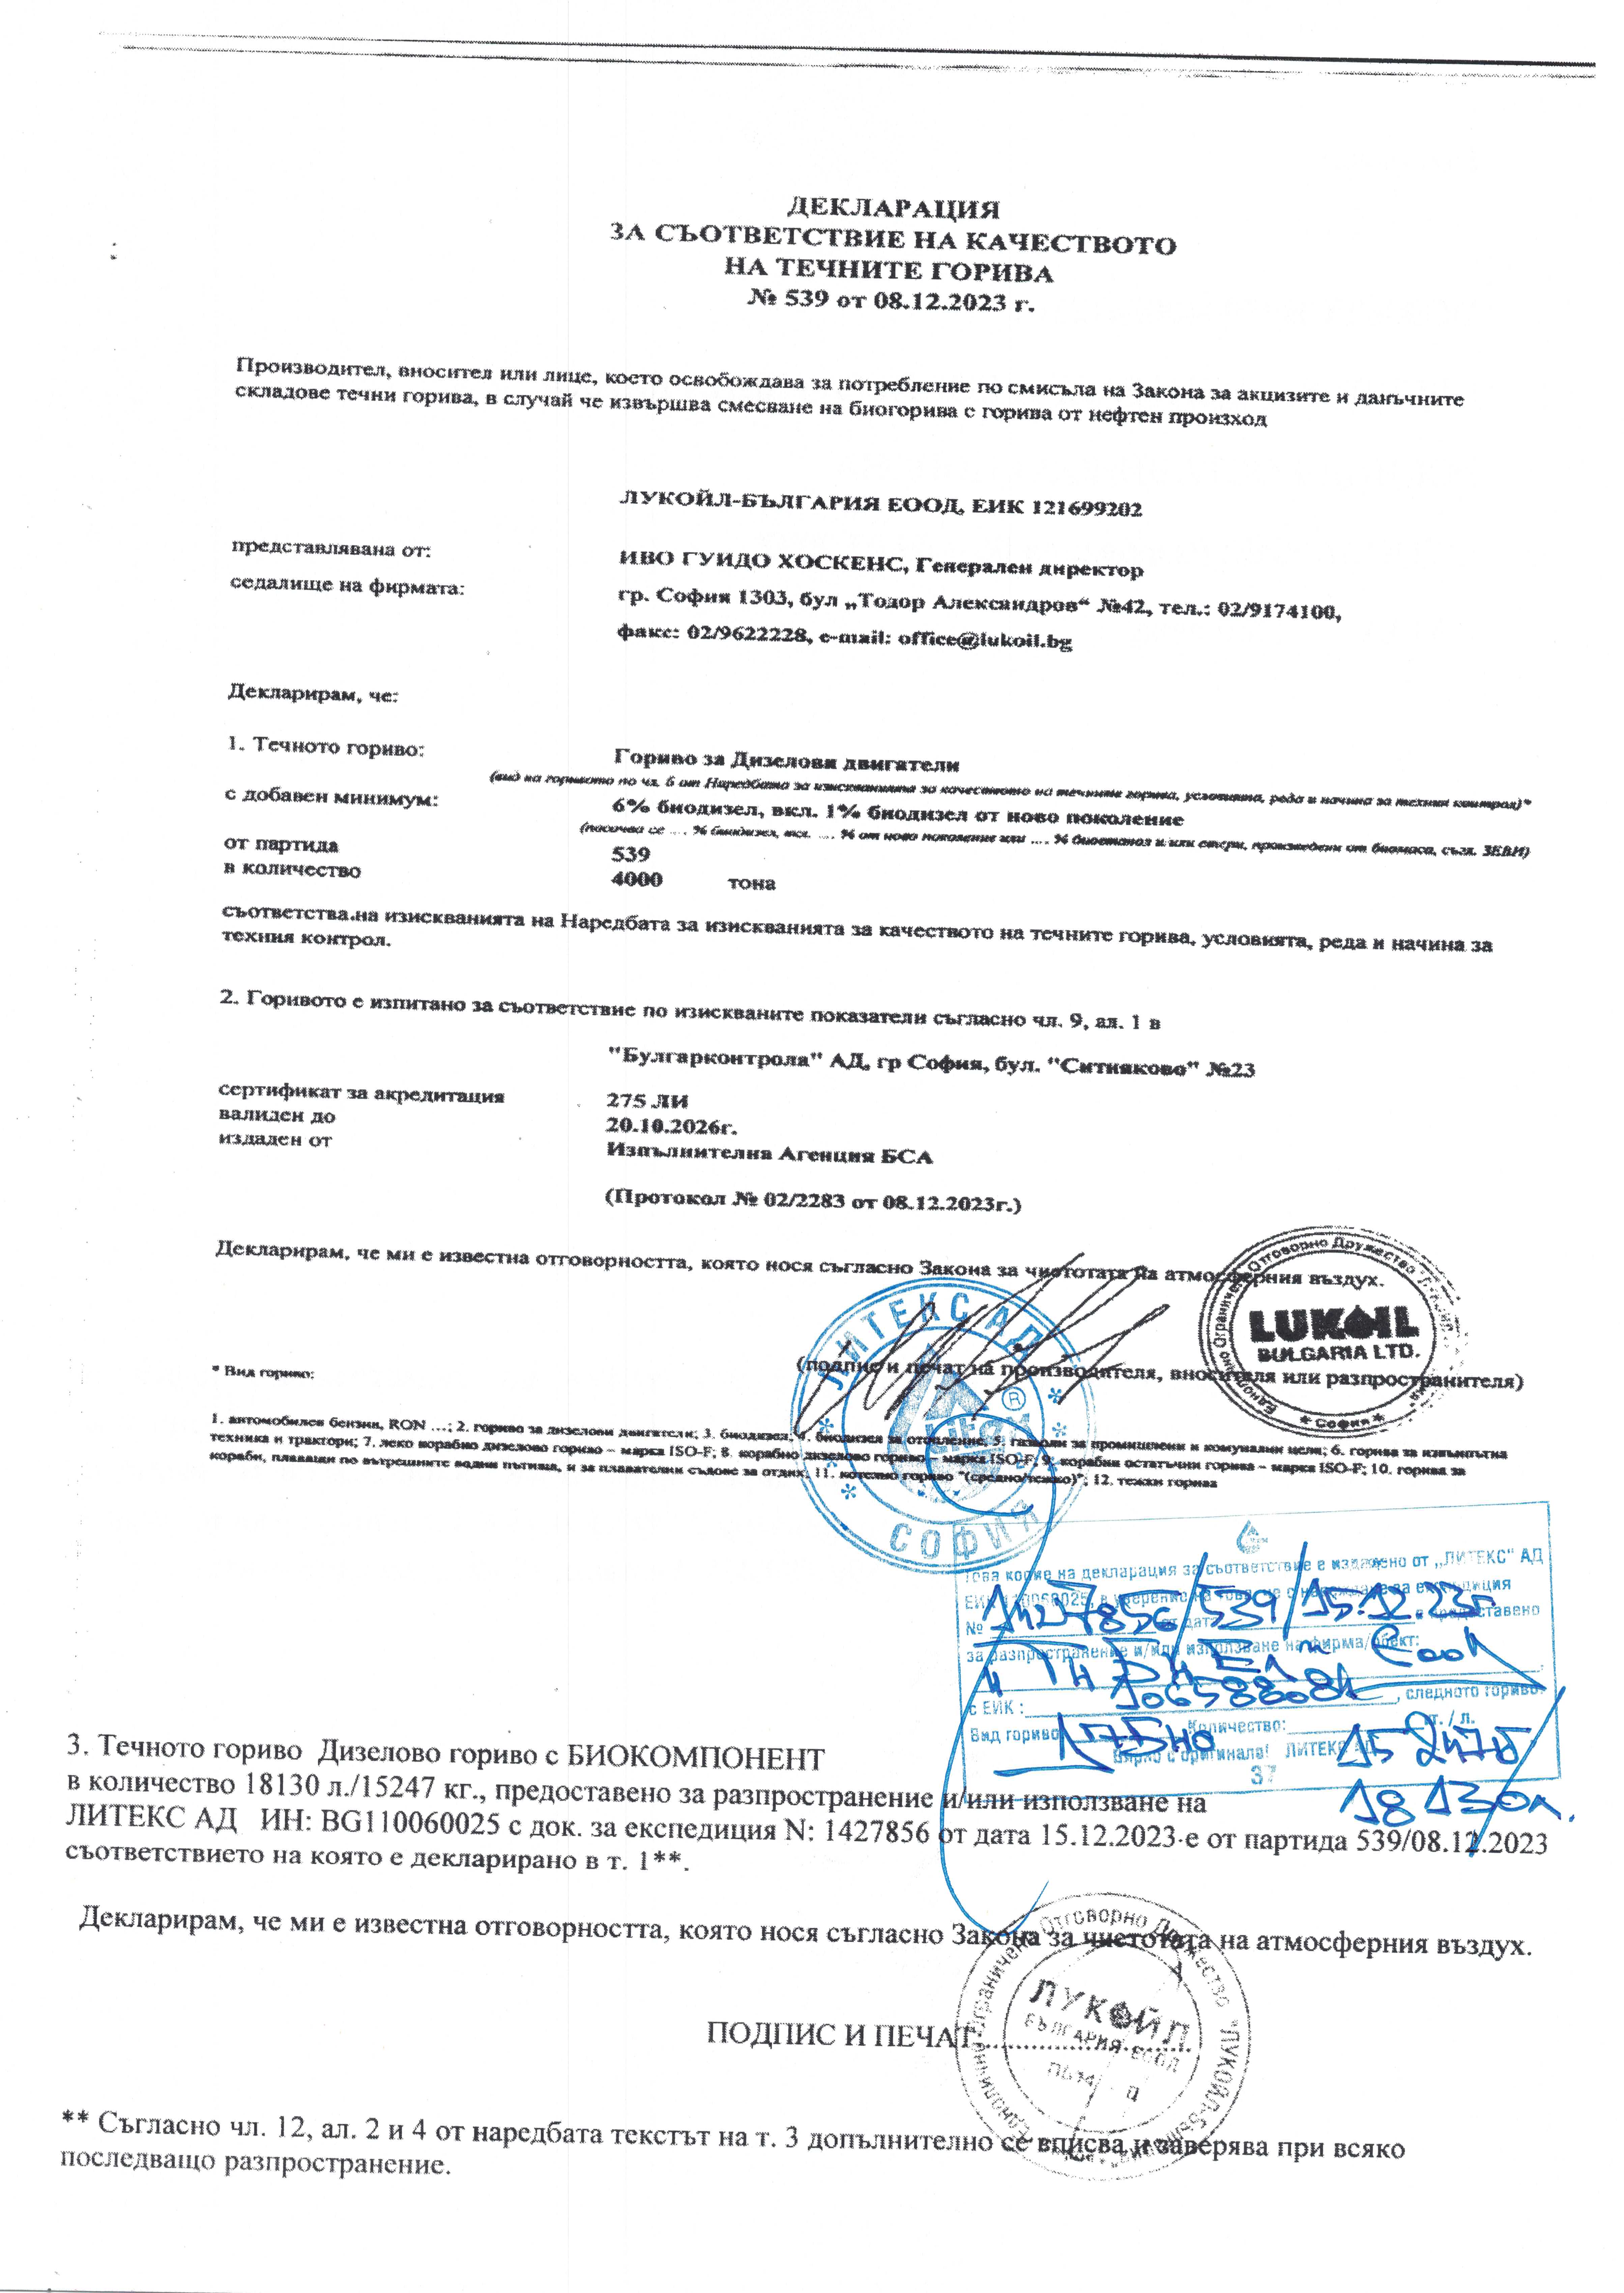 ДЕКЛАРАЦИЯ
ЗА СЪОТВЕТСТВИЕ НА КАЧЕСТВОТО
НА ТЕЧНИТЕ ГОРИВА
№ 539 от 08.12.2023 г.
Производител, вносител или лице, което освобождава за потребление по смисъла на Закона за акцизите и данъчните
складове течни горива, в случай че извършва смесване на биогорива с горива от нефтен произход
ЛУКОЙЛ-БЪЛГАРИЯ ЕООД, ЕИК 121699202
представлявана от: ИВО ГУИДО ХОСКЕНС, Генерален директор
седалище на фирмата: гр. София 1303, бул „Тодор Александров“ №42, тел.: 02/9174100,
факс: 02/9622228, e-mail: office@lukoil.bg
Декларирам, че:
1. Течното гориво: Гориво за Дизелови двигатели
(вид на горивото по чл. 6 от Наредбата за изискванията за качеството на течните горива, условията, реда и начина за техния контрол)*
с добавен минимум: 6% биодизел, вкл. 1% биодизел от ново поколение
(посочва се .... % биодизел, вкл. .... % от ново поколение или .... % биоетанол и/или етери, произведени от биомаса, съгл. ЗЕВИ)
от партида 539
в количество 4000 тона
съответства.на изискванията на Наредбата за изискванията за качеството на течните горива, условията, реда и начина за
техния контрол.
2. Горивото е изпитано за съответствие по изискваните показатели съгласно чл. 9, ал. 1 в
"Булгарконтрола" АД, гр София, бул. "Ситняково" №23
сертификат за акредитация 275 ЛИ
валиден до 20.10.2026г.
издаден от Изпълнителна Агенция БСА
(Протокол № 02/2283 от 08.12.2023г.)
Декларирам, че ми е известна отговорността, която нося съгласно Закона за чистотата на атмосферния въздух.
Еднолично Ограничено Отговорно Дружество
LUKOIL
BULGARIA LTD.
* София *
ЛИТЕКС АД
®
СОФИЯ
(подпис и печат на производителя, вносителя или разпространителя)
* Вид гориво:
1. автомобилен бензин, RON ...; 2. гориво за дизелови двигатели; 3. биодизел; 4. биодизел за отопление; 5. газьоли за промишлени и комунални цели; 6. горива за извънпътна
техника и трактори; 7. леко корабно дизелово гориво – марка ISO-F; 8. корабно дизелово гориво – марка ISO-F; 9. корабни остатъчни горива – марка ISO-F; 10. горива за
кораби, плаващи по вътрешните водни пътища, и за плавателни съдове за отдих; 11. котелно гориво "(средно/тежко)"; 12. тежки горива
Това копие на декларация за съответствие е издадено от „ЛИТЕКС“ АД
ЕИК 110060025, в уверение на това, че с нареждане за експедиция
№ 1427856/539/15.12.23г от дата е предоставено
за разпространение и/или използване на фирма/обект:
ЕООД
с ЕИК : 106588084, следното гориво:
Вид гориво Количество: 15247 т. / л.
Вярно с оригинала! ЛИТЕКС АД
37
18130л.
3. Течното гориво Дизелово гориво с БИОКОМПОНЕНТ
в количество 18130 л./15247 кг., предоставено за разпространение и/или използване на
ЛИТЕКС АД ИН: BG110060025 с док. за експедиция N: 1427856 от дата 15.12.2023 е от партида 539/08.12.2023
съответствието на която е декларирано в т. 1**.
Декларирам, че ми е известна отговорността, която нося съгласно Закона за чистотата на атмосферния въздух.
Еднолично Ограничено Отговорно Дружество
ЛУКОЙЛ
БЪЛГАРИЯ ЕООД
ПОДПИС И ПЕЧАТ................................
** Съгласно чл. 12, ал. 2 и 4 от наредбата текстът на т. 3 допълнително се вписва и заверява при всяко
последващо разпространение.